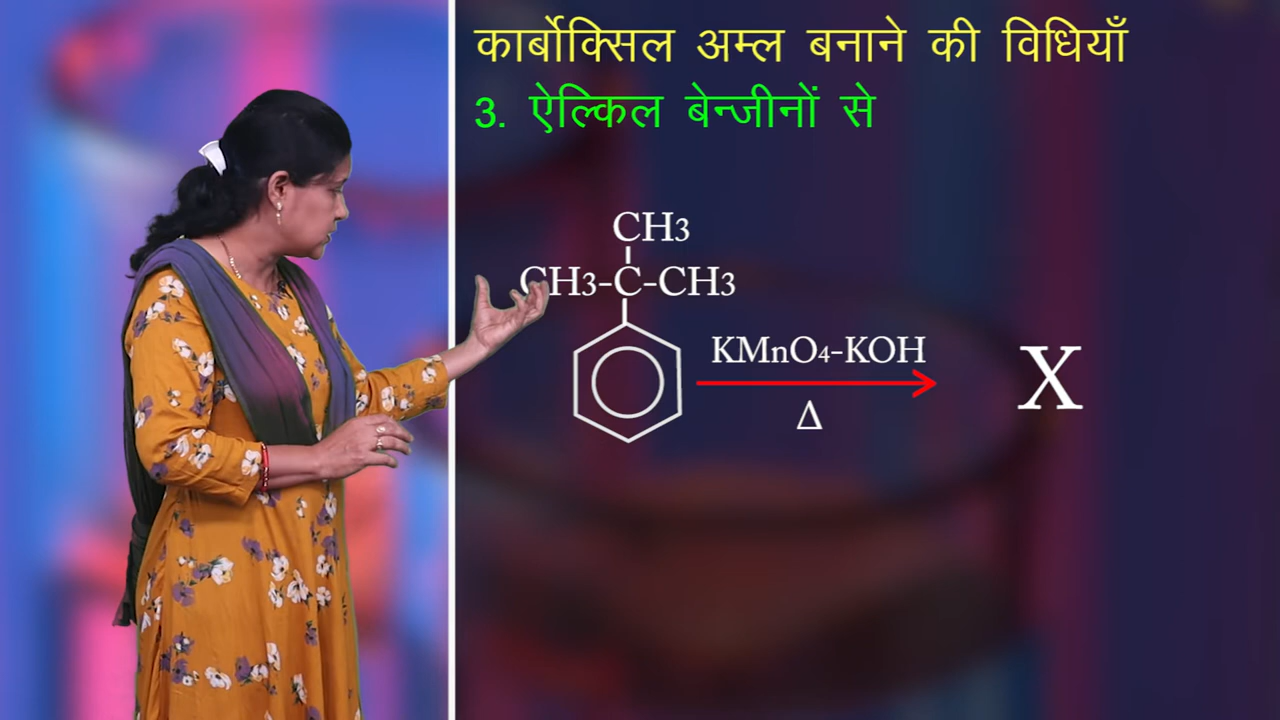 कार्बोक्सिल अम्ल बनाने की विधियाँ
3. ऐल्किल बेन्जीनों से
CH3
CH3-C-CH3
KMnO4-KOH
Δ
X